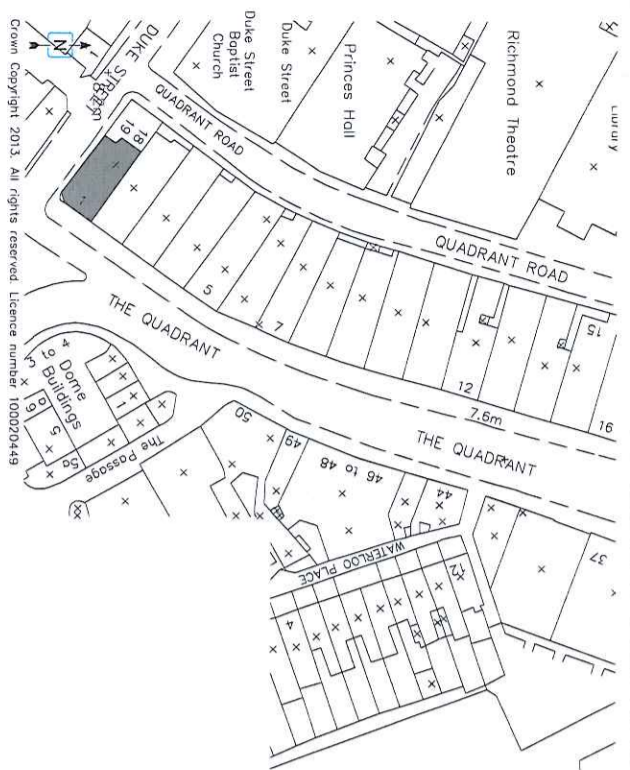 Richmond Theatre
Princes Hall
Duke Street
Duke Street
Baptist
Church
DUKE STREET
8.2m
QUADRANT ROAD
QUADRANT ROAD
18
19
5
7
12
15
16
THE QUADRANT
7.6m
THE QUADRANT
37
44
46 to 48
49
50
WATERLOO PLACE
12
4
The Passage
Dome
Buildings
to 4
3
1
5
5a
6
N
Crown Copyright 2013. All rights reserved. Licence number 100020449